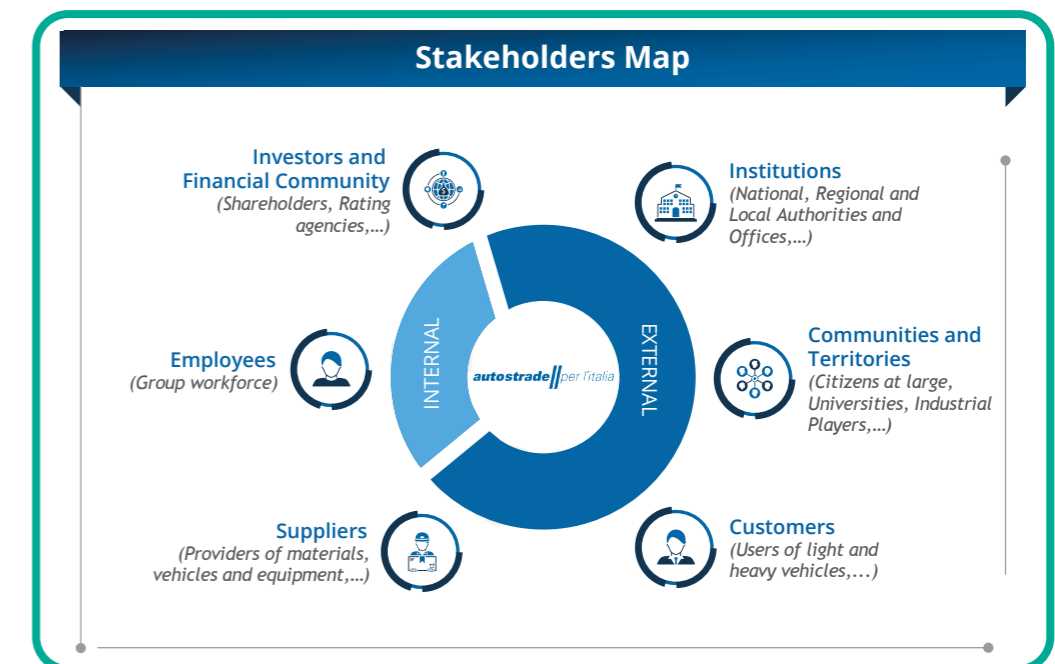 Stakeholders Map
Investors and
Financial Community
(Shareholders, Rating
agencies,...)
Institutions
(National, Regional and
Local Authorities and
Offices,...)
Employees
(Group workforce)
INTERNAL
autostrade//per l'italia
EXTERNAL
Communities and
Territories
(Citizens at large,
Universities, Industrial
Players,...)
Suppliers
(Providers of materials,
vehicles and equipment,...)
Customers
(Users of light and
heavy vehicles,...)